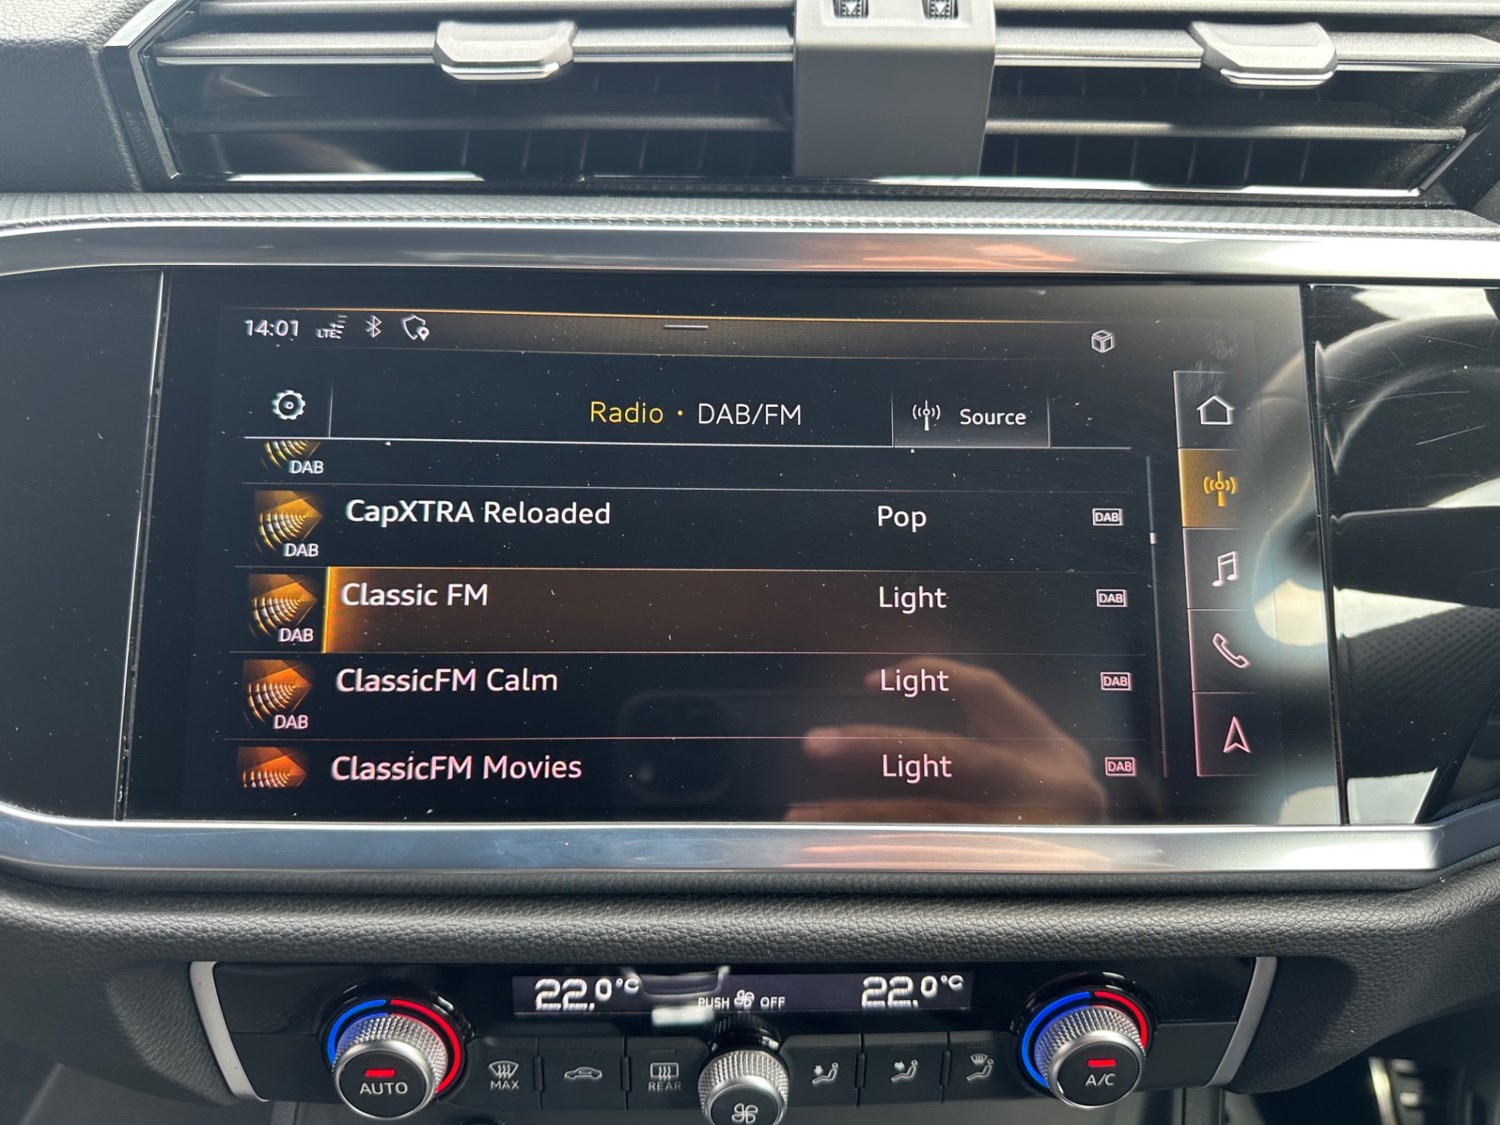 14:01 LTE
Radio • DAB/FM Source
DAB
CapXTRA Reloaded Pop DAB
DAB
Classic FM Light DAB
DAB
ClassicFM Calm Light DAB
DAB
ClassicFM Movies Light DAB
22.0°C PUSH OFF 22.0°C
AUTO MAX REAR A/C